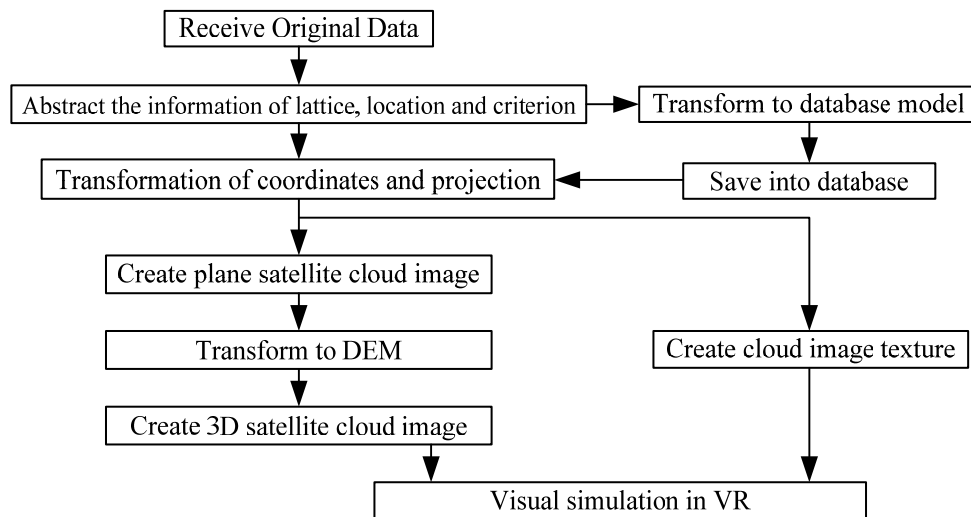 Receive Original Data
Abstract the information of lattice, location and criterion
Transform to database model
Transformation of coordinates and projection
Save into database
Create plane satellite cloud image
Transform to DEM
Create cloud image texture
Create 3D satellite cloud image
Visual simulation in VR